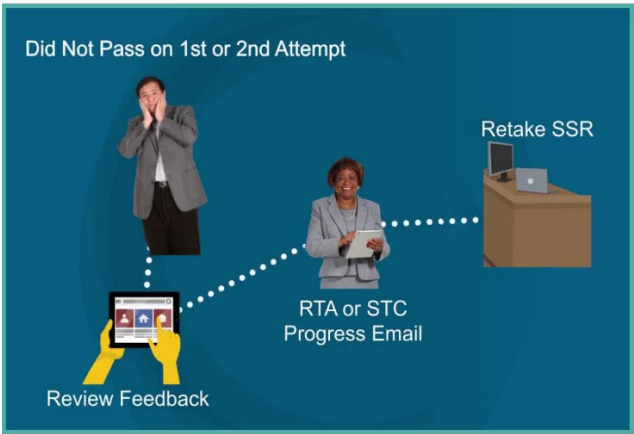 Did Not Pass on 1st or 2nd Attempt
Retake SSR
RTA or STC
Progress Email
Review Feedback